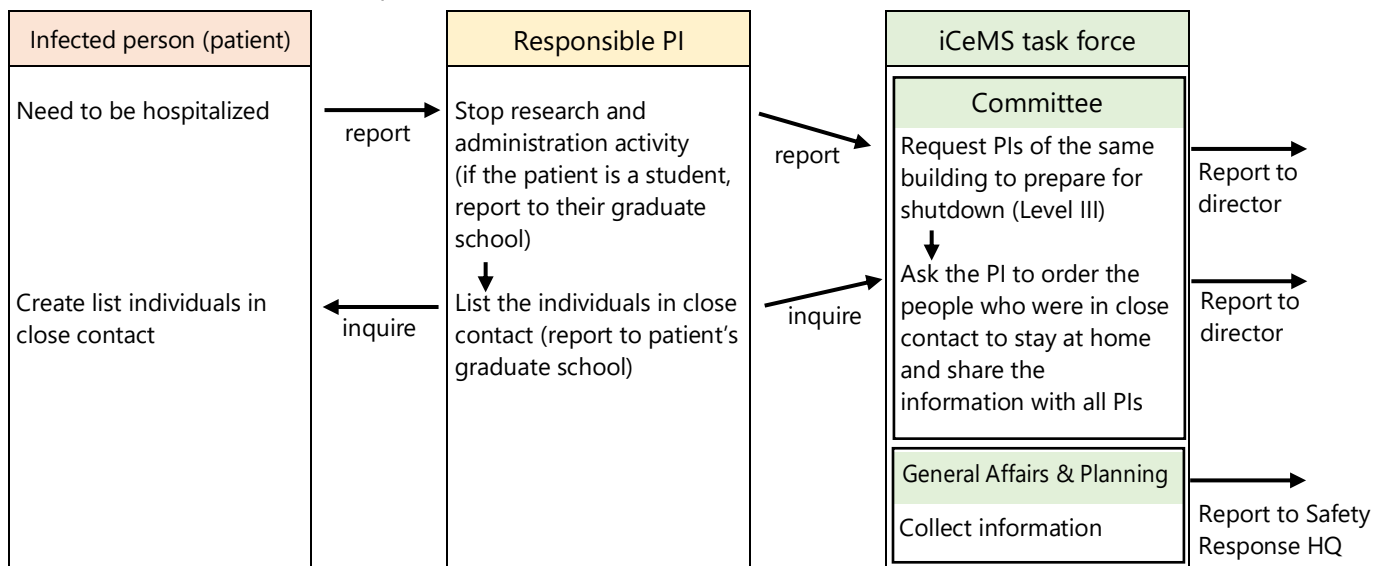 Infected person (patient)
Need to be hospitalized
Create list individuals in
close contact
report
inquire
Responsible PI
Stop research and
administration activity
(if the patient is a student,
report to their graduate
school)
List the individuals in close
contact (report to patient's
graduate school)
report
inquire
iCeMS task force
Committee
Request PIs of the same
building to prepare for
shutdown (Level III)
Ask the PI to order the
people who were in close
contact to stay at home
and share the
information with all PIs
General Affairs & Planning
Collect information
Report to
director
Report to
director
Report to Safety
Response HQ